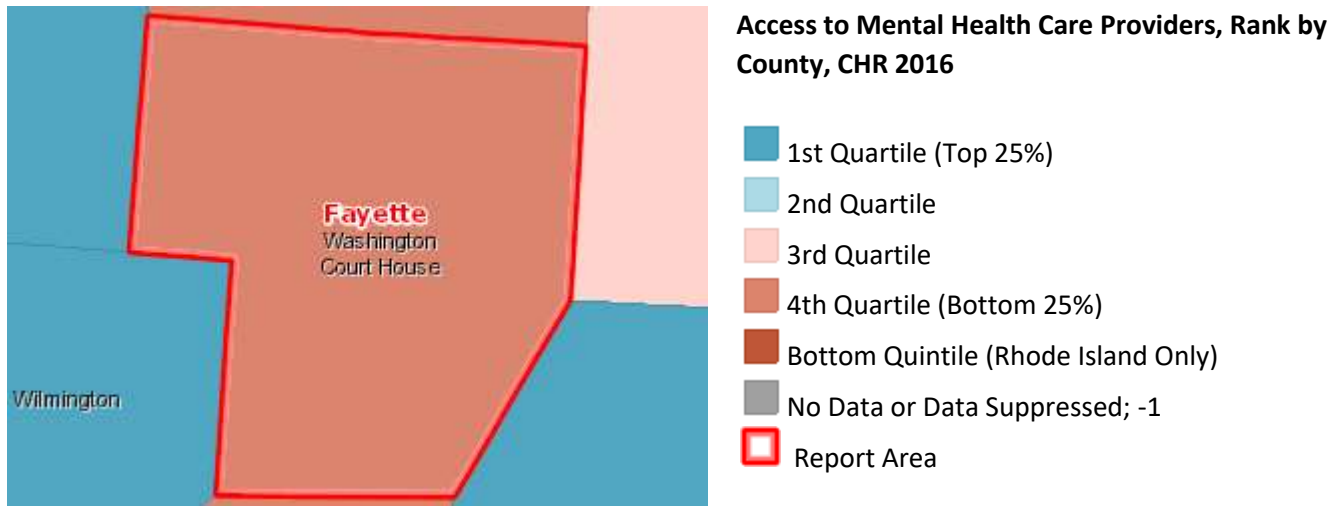 Fayette
Washington
Court House
Wilmington
Access to Mental Health Care Providers, Rank by
County, CHR 2016
1st Quartile (Top 25%)
2nd Quartile
3rd Quartile
4th Quartile (Bottom 25%)
Bottom Quintile (Rhode Island Only)
No Data or Data Suppressed; -1
Report Area